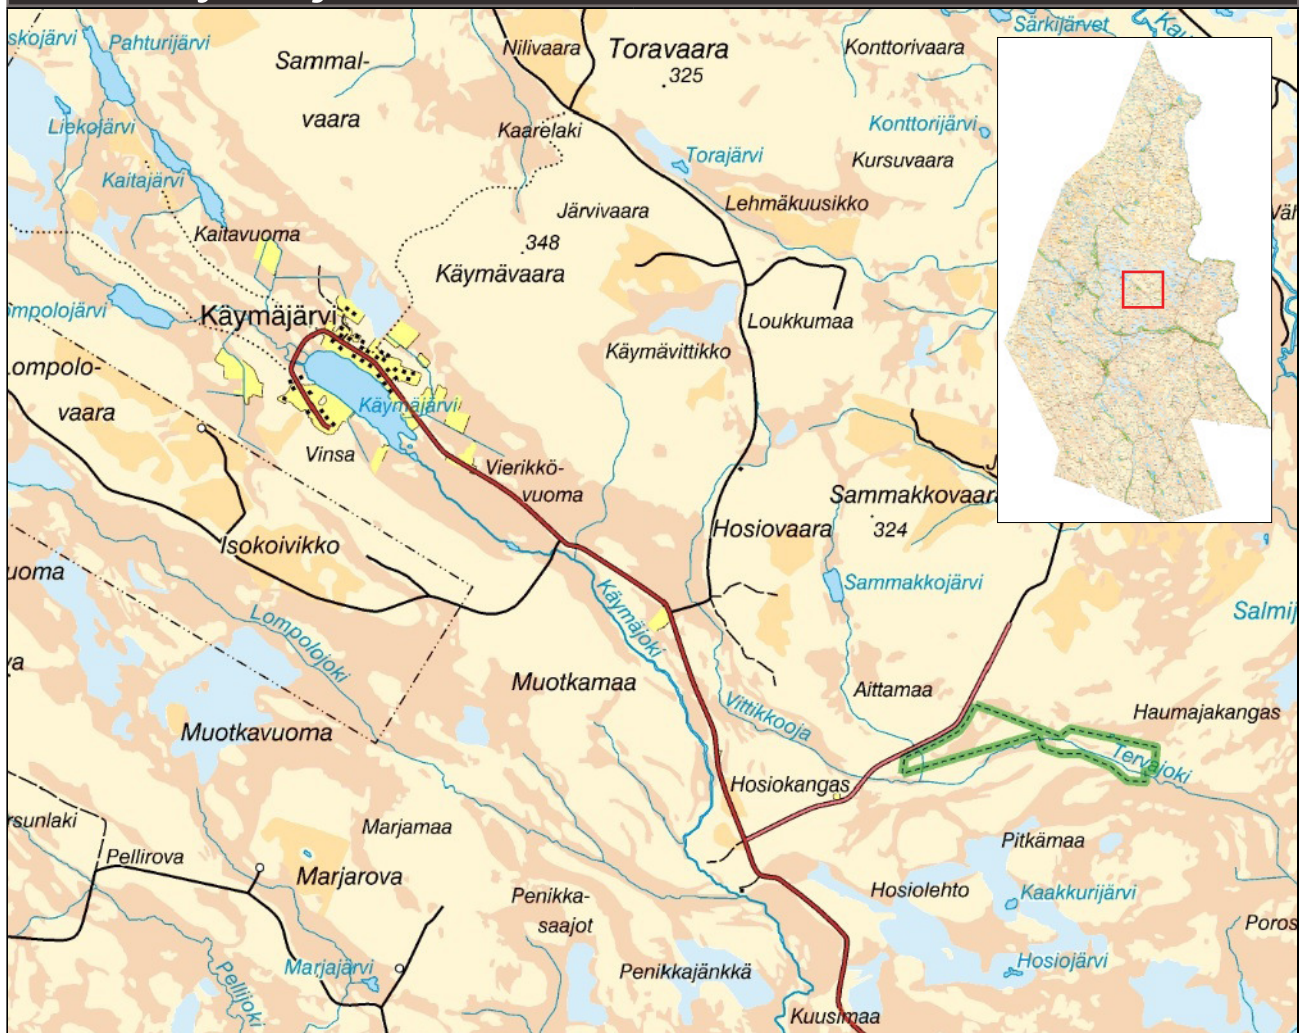 skojärvi
Pahturijärvi
Sammal-
vaara
Nilivaara
Toravaara
325
Konttorivaara
Särkijärvet
Liekojärvi
Kaitajärvi
Kaarelaki
Torajärvi
Konttorijärvi
Kursuvaara
Järvivaara
Lehmäkuusikko
348
Käymävaara
Kaitavuoma
ompolojärvi
Käymäjärvi
Käymävittikko
Loukkumaa
ompolo-
vaara
Käymäjärvi
Vinsa
Vierikkö-
vuoma
Sammakkovaara
324
Hosiovaara
Isokoivikko
uoma
Sammakkojärvi
Käymäjoki
Lompolojoki
Salmij
va
Muotkamaa
Aittamaa
Vittikkooja
Haumajakangas
Muotkavuoma
Tervajoki
Hosiokangas
rsunlaki
Marjamaa
Pitkämaa
Pellirova
Marjarova
Penikka-
saajot
Hosiolehto
Kaakkurijärvi
Poros
Marjajärvi
Pellijoki
Penikkajänkkä
Hosiojärvi
Kuusimaa